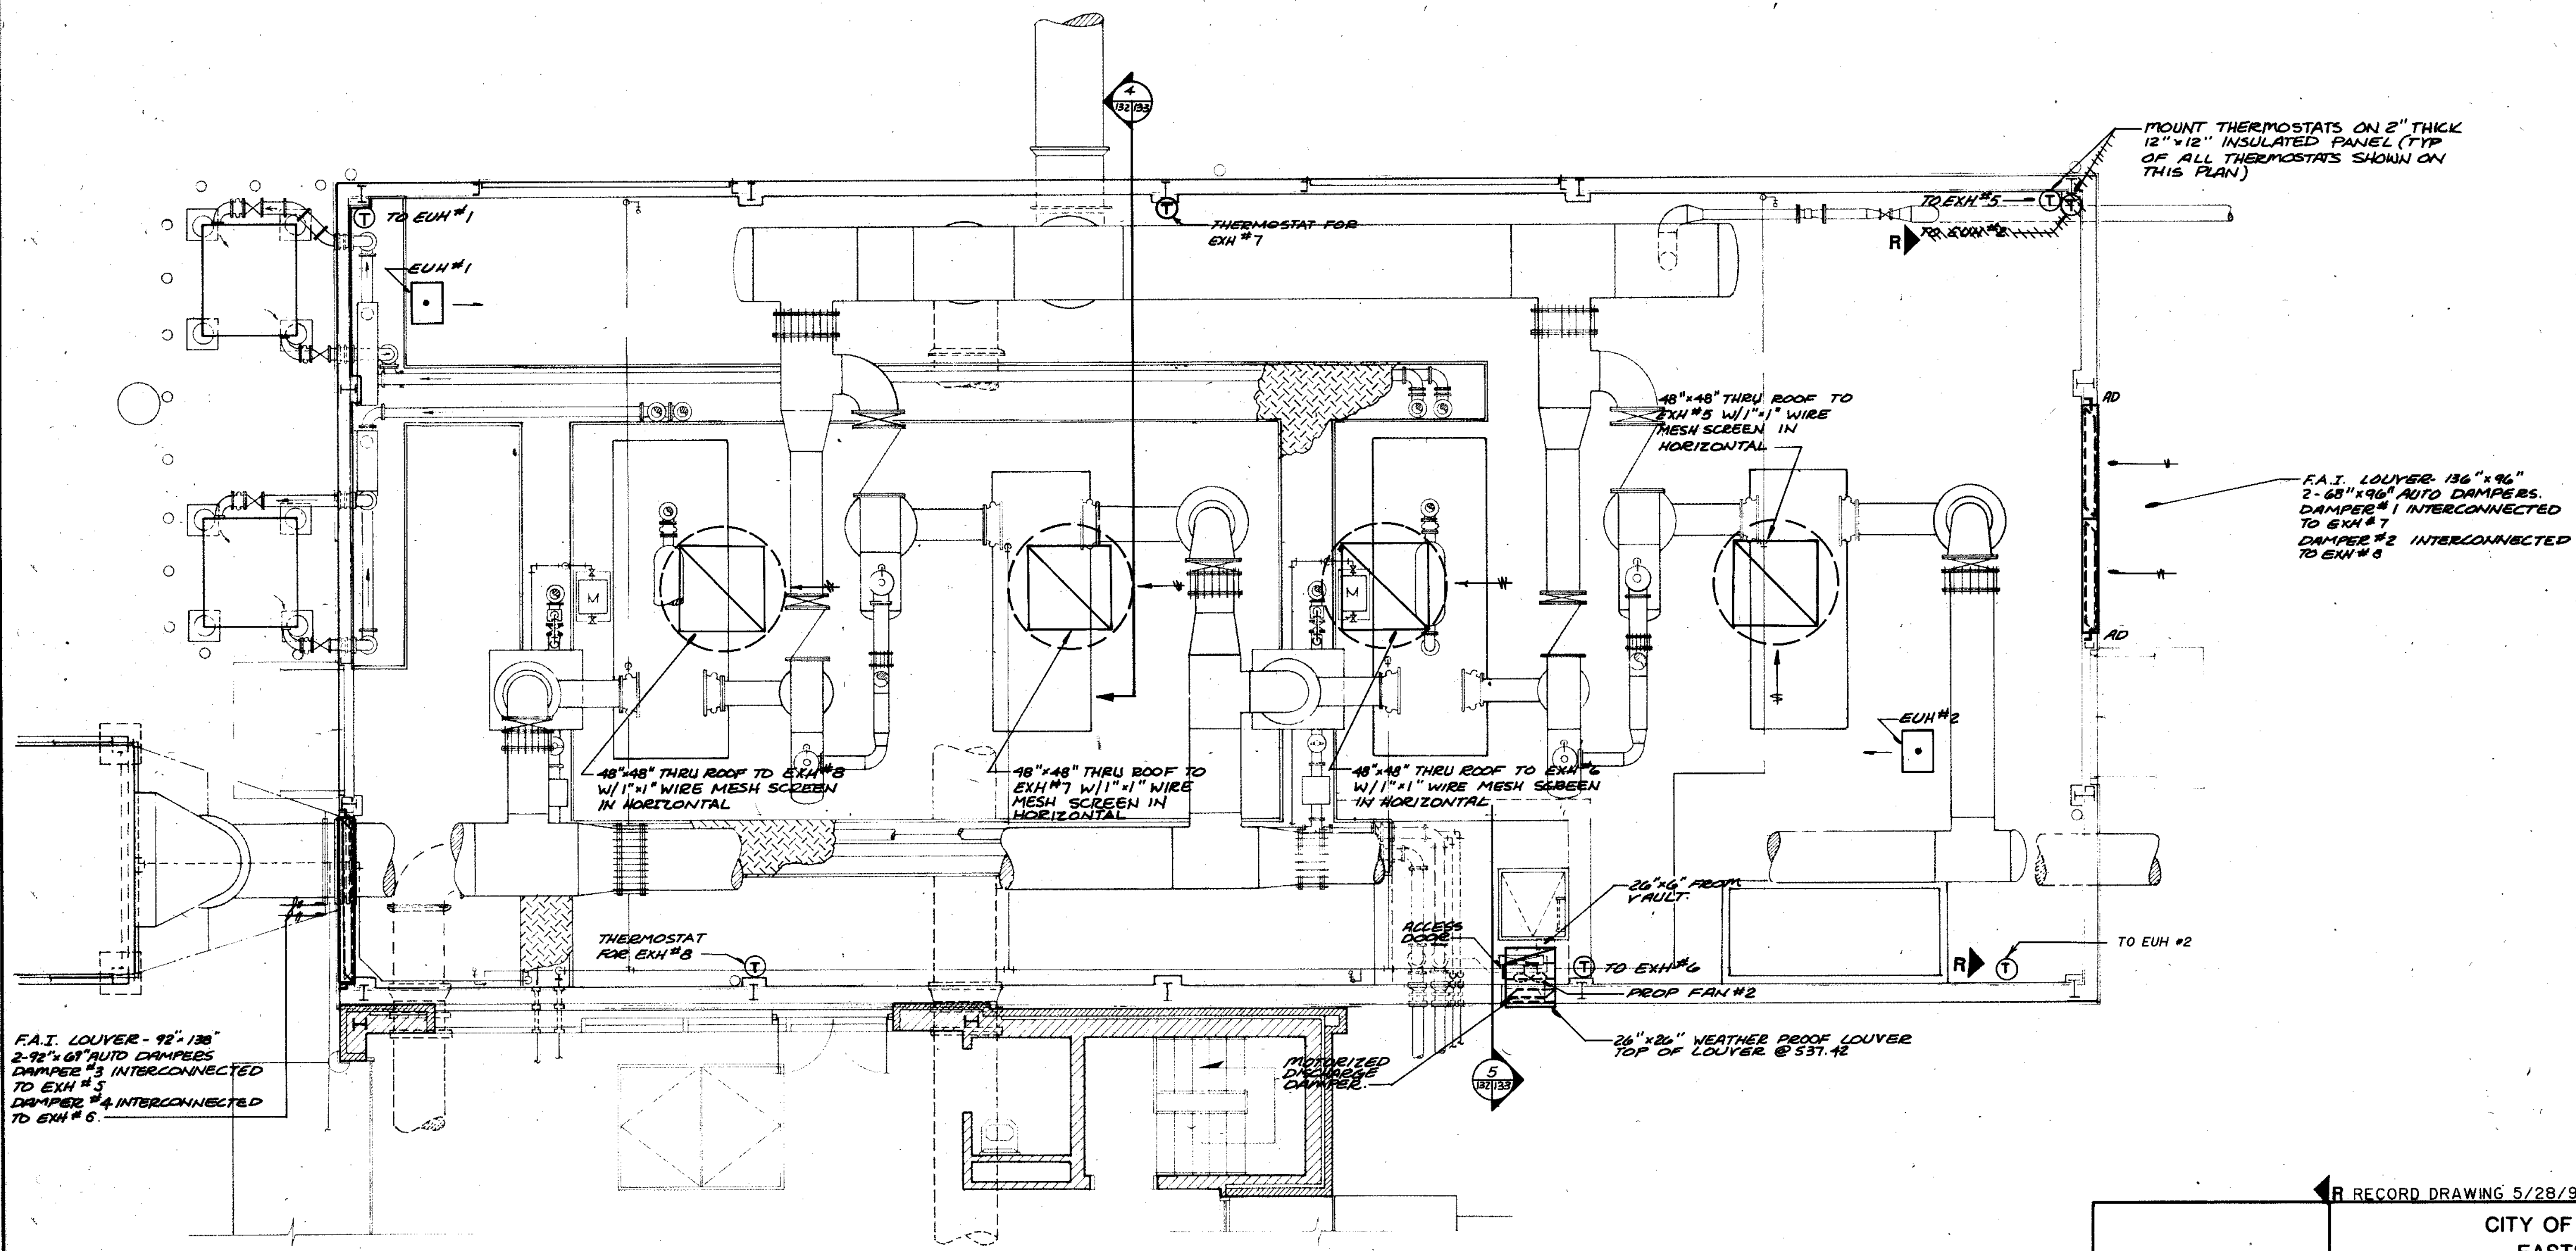 4
132 133
MOUNT THERMOSTATS ON 2" THICK
12"x12" INSULATED PANEL (TYP
OF ALL THERMOSTATS SHOWN ON
THIS PLAN)
T TO EUH #1
T
THERMOSTAT FOR
EXH #7
TO EXH #5 T T
R
EUH #1
48"x48" THRU ROOF TO
EXH #5 W/1"x1" WIRE
MESH SCREEN IN
HORIZONTAL
AD
F.A.I. LOUVER- 136"x96"
2-68"x96" AUTO DAMPERS.
DAMPER #1 INTERCONNECTED
TO EXH #7
DAMPER #2 INTERCONNECTED
TO EXH #8
M
M
AD
EUH #2
48"x48" THRU ROOF TO EXH #8
W/1"x1" WIRE MESH SCREEN
IN HORIZONTAL
48"x48" THRU ROOF TO
EXH #7 W/1"x1" WIRE
MESH SCREEN IN
HORIZONTAL
48"x48" THRU ROOF TO EXH #6
W/1"x1" WIRE MESH SCREEN
IN HORIZONTAL
26"x6" FROM
VAULT.
ACCESS
DOOR
THERMOSTAT
FOR EXH #8
T
T TO EXH #6
R T
TO EUH #2
PROP FAN #2
26"x26" WEATHER PROOF LOUVER
TOP OF LOUVER @ 537.42
F.A.I. LOUVER - 92"x138"
2-92"x69" AUTO DAMPERS
DAMPER #3 INTERCONNECTED
TO EXH #5
DAMPER #4 INTERCONNECTED
TO EXH #6.
MOTORIZED
DISCHARGE
DAMPER.
5
132 133
R RECORD DRAWING 5/28/9
CITY OF